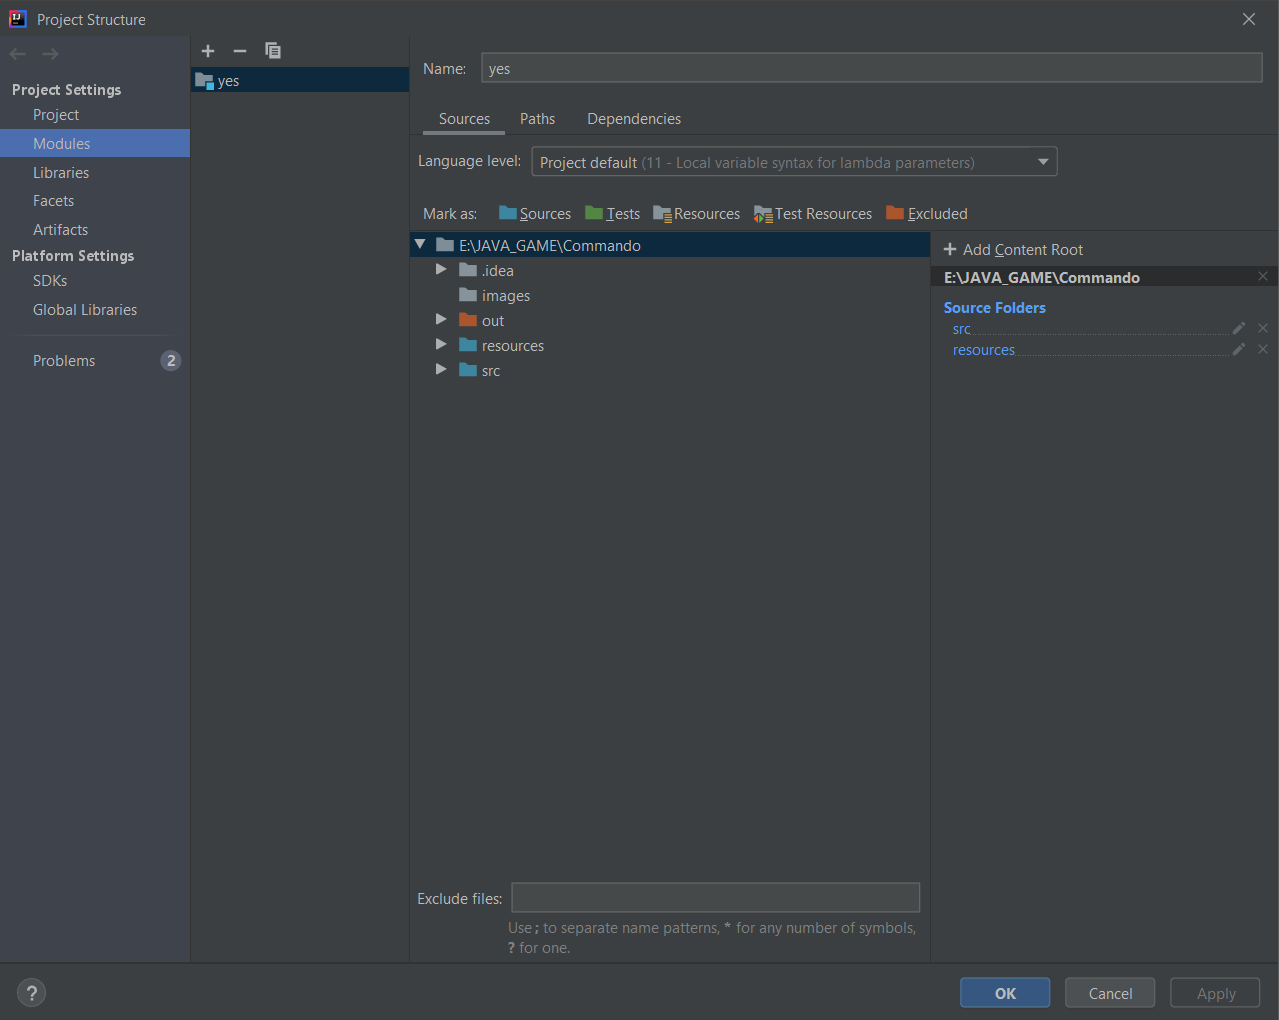 Project Structure
Project Settings
Project
Modules
Libraries
Facets
Artifacts
Platform Settings
SDKs
Global Libraries
Problems 2
yes
Name: yes
Sources Paths Dependencies
Language level: Project default (11 - Local variable syntax for lambda parameters)
Mark as: Sources Tests Resources Test Resources Excluded
E:\JAVA_GAME\Commando
.idea
images
out
resources
src
Add Content Root
E:\JAVA_GAME\Commando
Source Folders
src
resources
Exclude files:
Use ; to separate name patterns, * for any number of symbols,
? for one.
? OK Cancel Apply